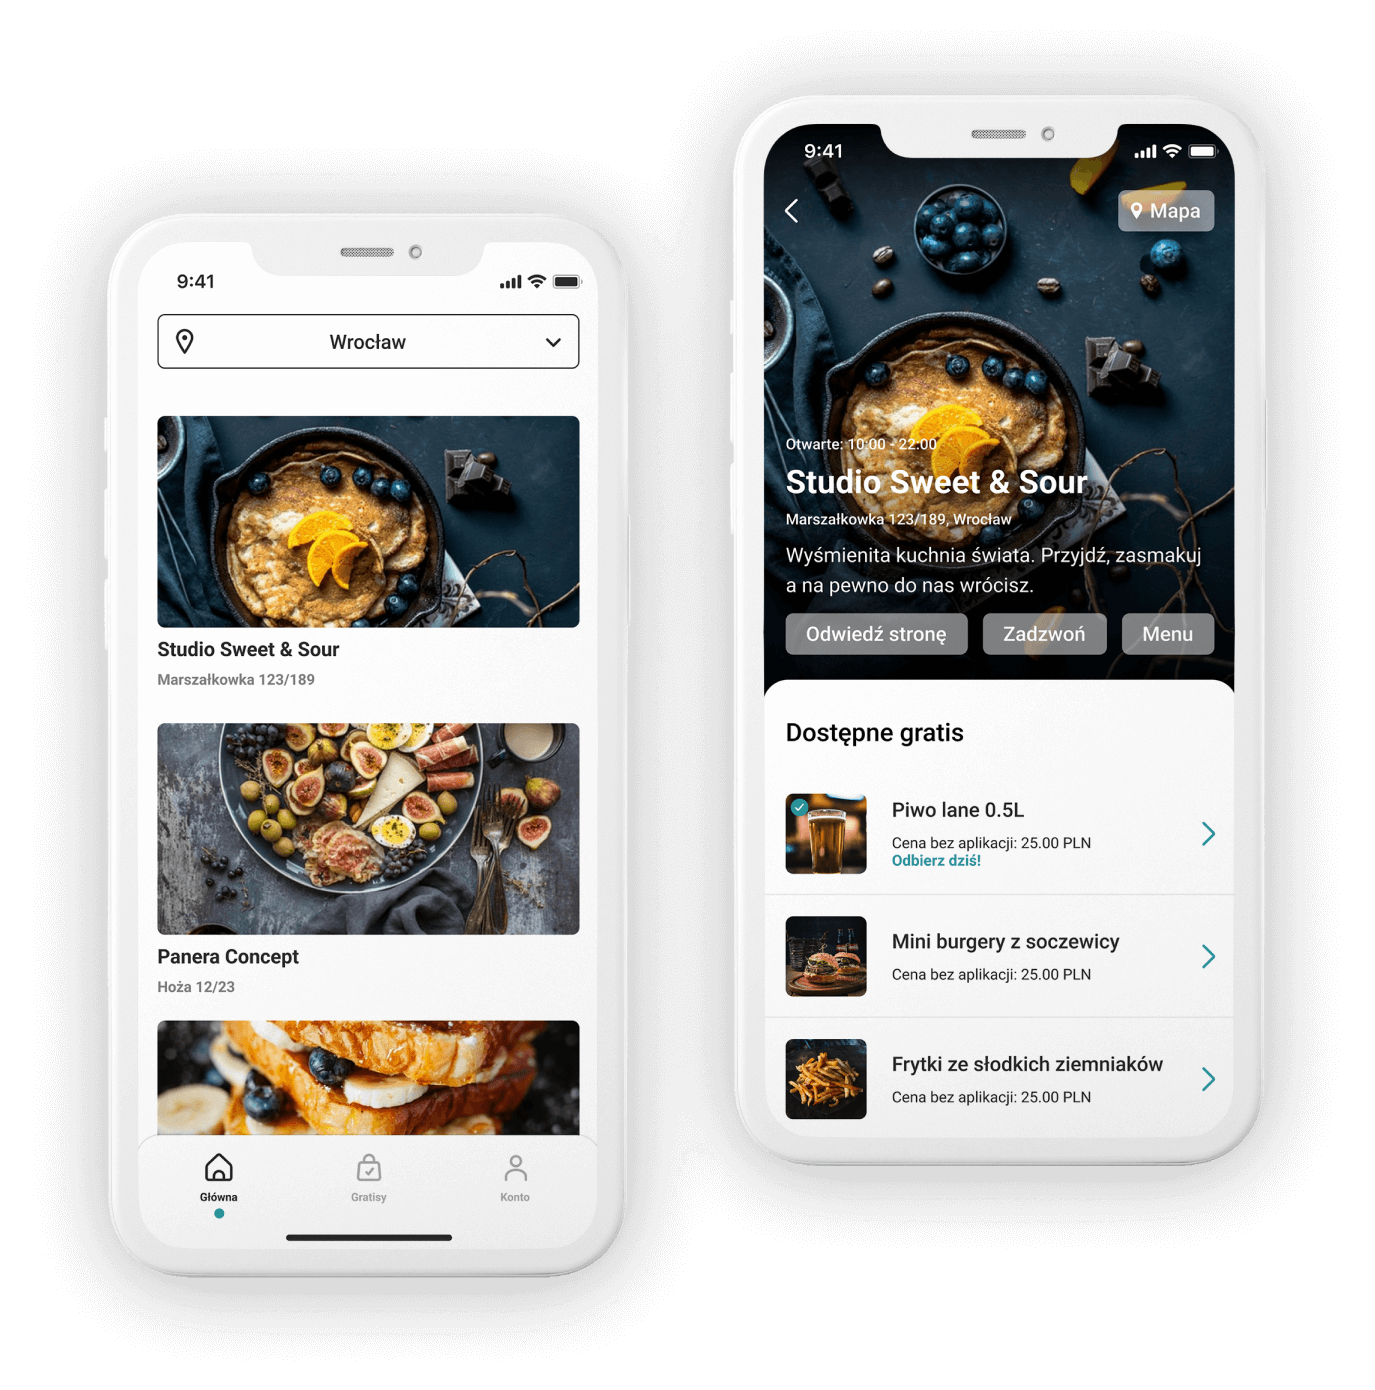 9:41
Wrocław
Studio Sweet & Sour
Marszałkowka 123/189
Panera Concept
Hoża 12/23
Główna
Gratisy
Konto
9:41
Mapa
Otwarte: 10:00 - 22:00
Studio Sweet & Sour
Marszałkowka 123/189, Wrocław
Wyśmienita kuchnia świata. Przyjdź, zasmakuj
a na pewno do nas wrócisz.
Odwiedź stronę
Zadzwoń
Menu
Dostępne gratis
Piwo lane 0.5L
Cena bez aplikacji: 25.00 PLN
Odbierz dziś!
Mini burgery z soczewicy
Cena bez aplikacji: 25.00 PLN
Frytki ze słodkich ziemniaków
Cena bez aplikacji: 25.00 PLN